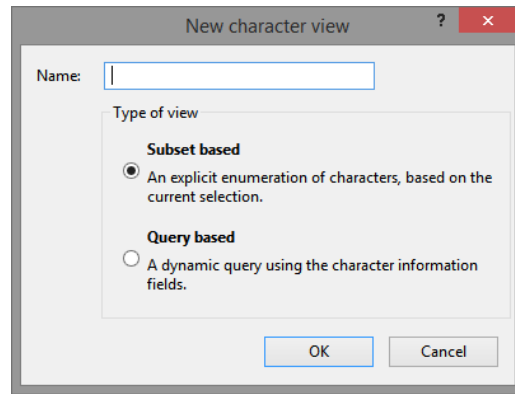 New character view
?
Name:
Type of view
Subset based
An explicit enumeration of characters, based on the
current selection.
Query based
A dynamic query using the character information
fields.
OK
Cancel